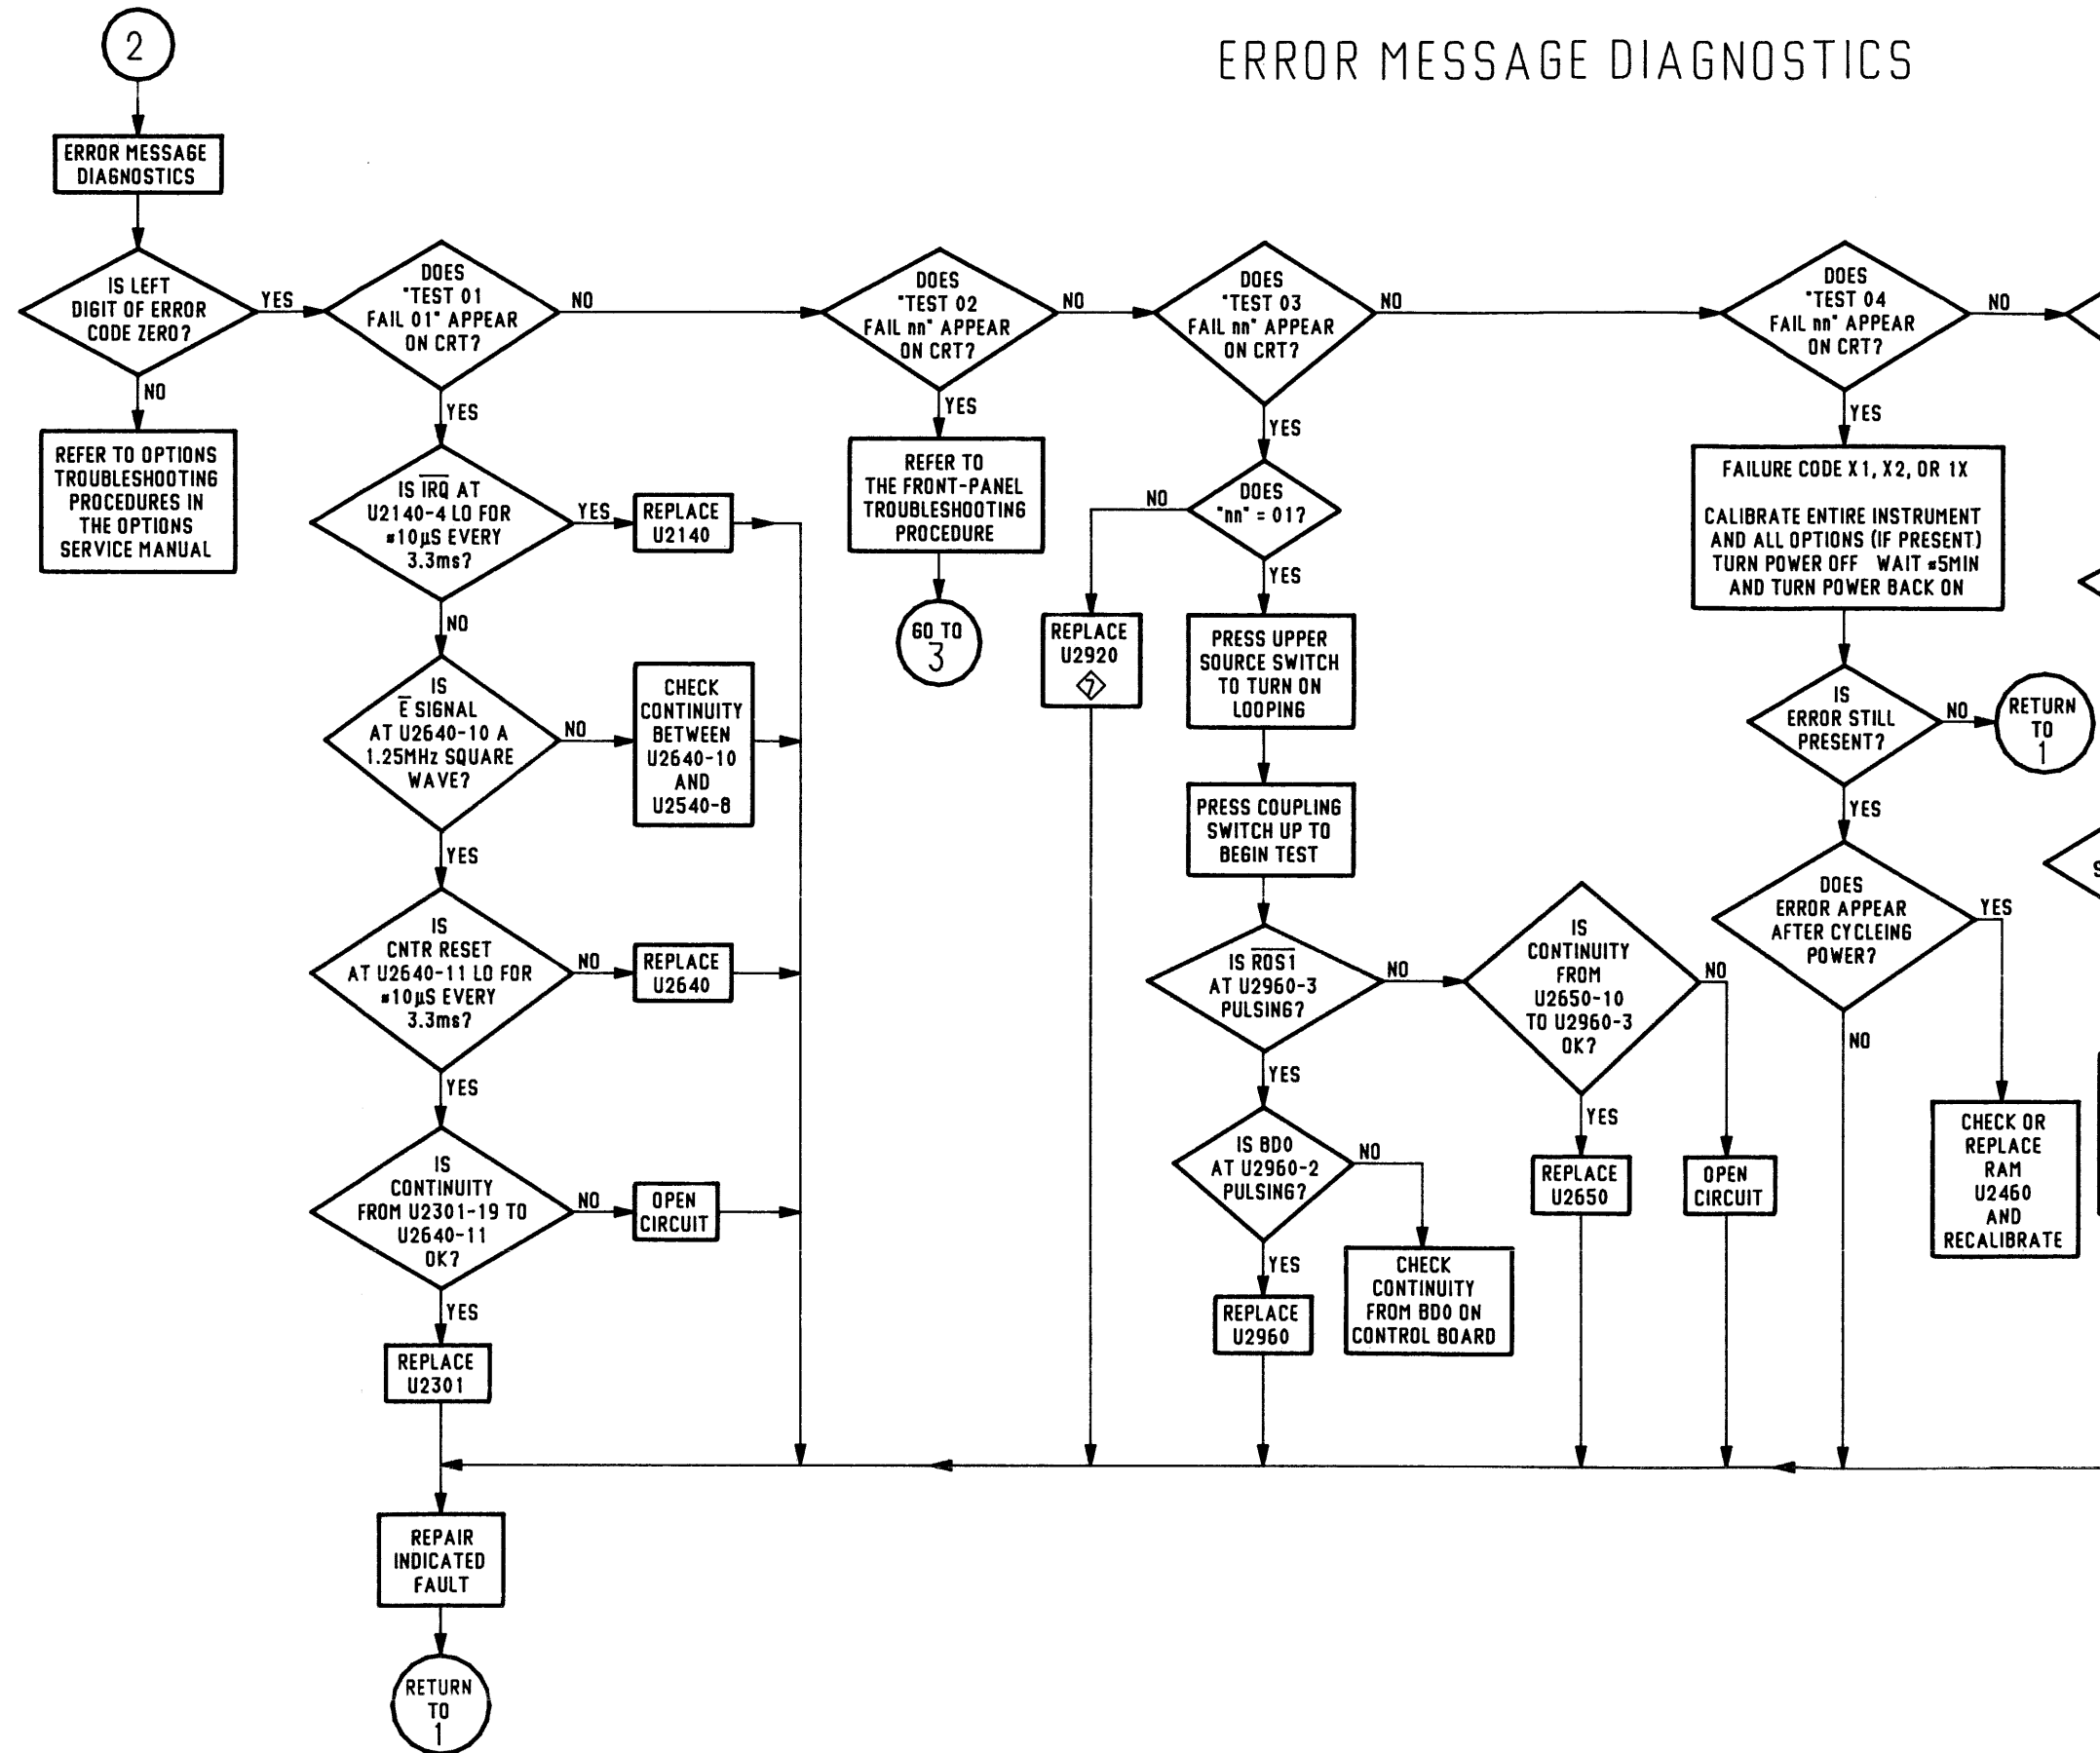 2
ERROR MESSAGE DIAGNOSTICS
ERROR MESSAGE
DIAGNOSTICS
IS LEFT
DIGIT OF ERROR
CODE ZERO?
YES
NO
REFER TO OPTIONS
TROUBLESHOOTING
PROCEDURES IN
THE OPTIONS
SERVICE MANUAL
DOES
"TEST 01
FAIL 01" APPEAR
ON CRT?
NO
YES
IS IRQ AT
U2140-4 LO FOR
≈10µS EVERY
3.3ms?
YES
REPLACE
U2140
NO
IS
E SIGNAL
AT U2640-10 A
1.25MHz SQUARE
WAVE?
NO
CHECK
CONTINUITY
BETWEEN
U2640-10
AND
U2540-8
YES
IS
CNTR RESET
AT U2640-11 LO FOR
≈10µS EVERY
3.3ms?
NO
REPLACE
U2640
YES
IS
CONTINUITY
FROM U2301-19 TO
U2640-11
OK?
NO
OPEN
CIRCUIT
YES
REPLACE
U2301
REPAIR
INDICATED
FAULT
RETURN
TO
1
DOES
"TEST 02
FAIL nn" APPEAR
ON CRT?
NO
YES
REFER TO
THE FRONT-PANEL
TROUBLESHOOTING
PROCEDURE
GO TO
3
DOES
"TEST 03
FAIL nn" APPEAR
ON CRT?
NO
YES
DOES
"nn" = 01?
NO
REPLACE
U2920
7
YES
PRESS UPPER
SOURCE SWITCH
TO TURN ON
LOOPING
PRESS COUPLING
SWITCH UP TO
BEGIN TEST
IS ROS1
AT U2960-3
PULSING?
NO
IS
CONTINUITY
FROM
U2650-10
TO U2960-3
OK?
NO
YES
REPLACE
U2650
OPEN
CIRCUIT
YES
IS BD0
AT U2960-2
PULSING?
NO
CHECK
CONTINUITY
FROM BD0 ON
CONTROL BOARD
YES
REPLACE
U2960
DOES
"TEST 04
FAIL nn" APPEAR
ON CRT?
NO
YES
FAILURE CODE X1, X2, OR 1X
CALIBRATE ENTIRE INSTRUMENT
AND ALL OPTIONS (IF PRESENT)
TURN POWER OFF WAIT ≈5MIN
AND TURN POWER BACK ON
IS
ERROR STILL
PRESENT?
NO
RETURN
TO
1
YES
DOES
ERROR APPEAR
AFTER CYCLEING
POWER?
YES
NO
CHECK OR
REPLACE
RAM
U2460
AND
RECALIBRATE
S